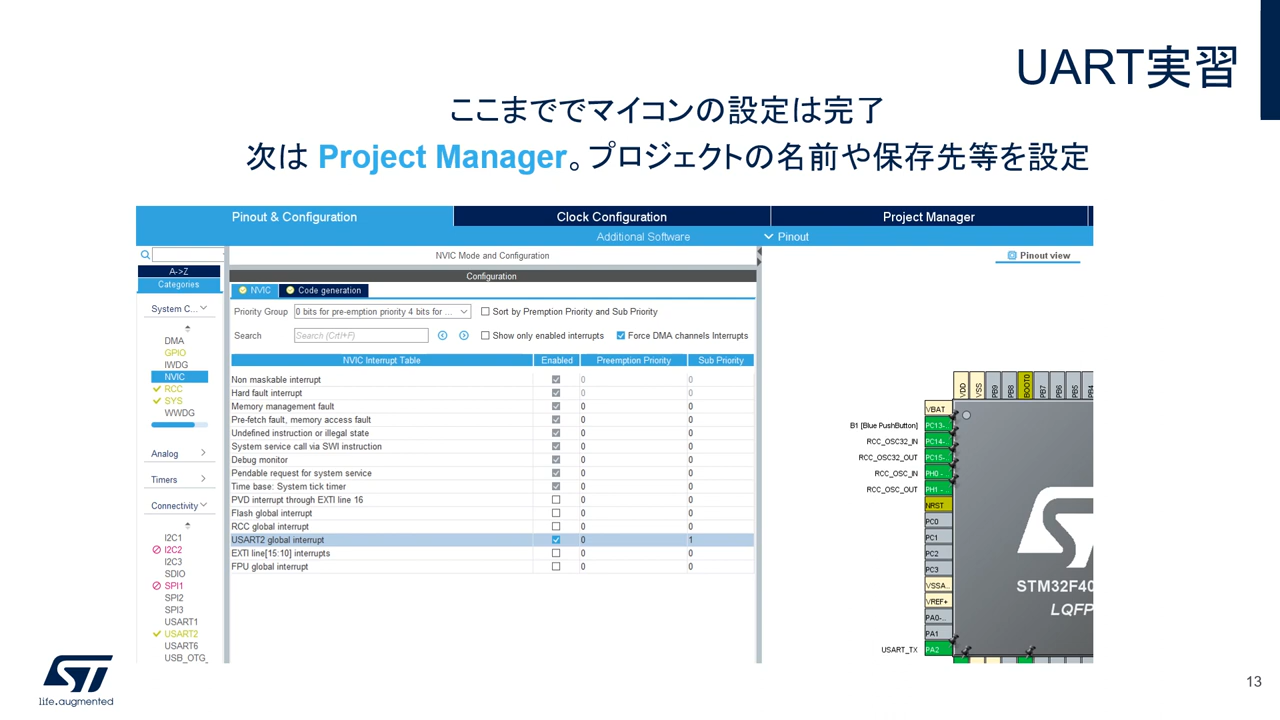 UART実習
ここまででマイコンの設定は完了
次は Project Manager。プロジェクトの名前や保存先等を設定
Pinout & Configuration
Clock Configuration
Project Manager
Additional Software
Pinout
A->Z
Categories
System C...
DMA
GPIO
IWDG
NVIC
RCC
SYS
WWDG
Analog
Timers
Connectivity
I2C1
I2C2
I2C3
SDIO
SPI1
SPI2
SPI3
USART1
USART2
USART6
USB_OTG_
NVIC Mode and Configuration
Configuration
NVIC
Code generation
Priority Group 0 bits for pre-emption priority 4 bits for ... Sort by Premption Priority and Sub Priority
Search Search (Crtl+F) Show only enabled interrupts Force DMA channels Interrupts
NVIC Interrupt Table Enabled Preemption Priority Sub Priority
Non maskable interrupt 0 0
Hard fault interrupt 0 0
Memory management fault 0 0
Pre-fetch fault, memory access fault 0 0
Undefined instruction or illegal state 0 0
System service call via SWI instruction 0 0
Debug monitor 0 0
Pendable request for system service 0 0
Time base: System tick timer 0 0
PVD interrupt through EXTI line 16 0 0
Flash global interrupt 0 0
RCC global interrupt 0 0
USART2 global interrupt 0 1
EXTI line[15:10] interrupts 0 0
FPU global interrupt 0 0
Pinout view
VDD
VSS
PB9
PB8
BOOT0
PB7
PB6
PB5
PB4
VBAT
B1 [Blue PushButton] PC13-
RCC_OSC32_IN PC14-
RCC_OSC32_OUT PC15-
RCC_OSC_IN PH0 -
RCC_OSC_OUT PH1 -
NRST
PC0
PC1
PC2
PC3
VSSA
VREF+
PA0-
PA1
USART_TX PA2
STM32F40
LQFP
ST
life.augmented
13